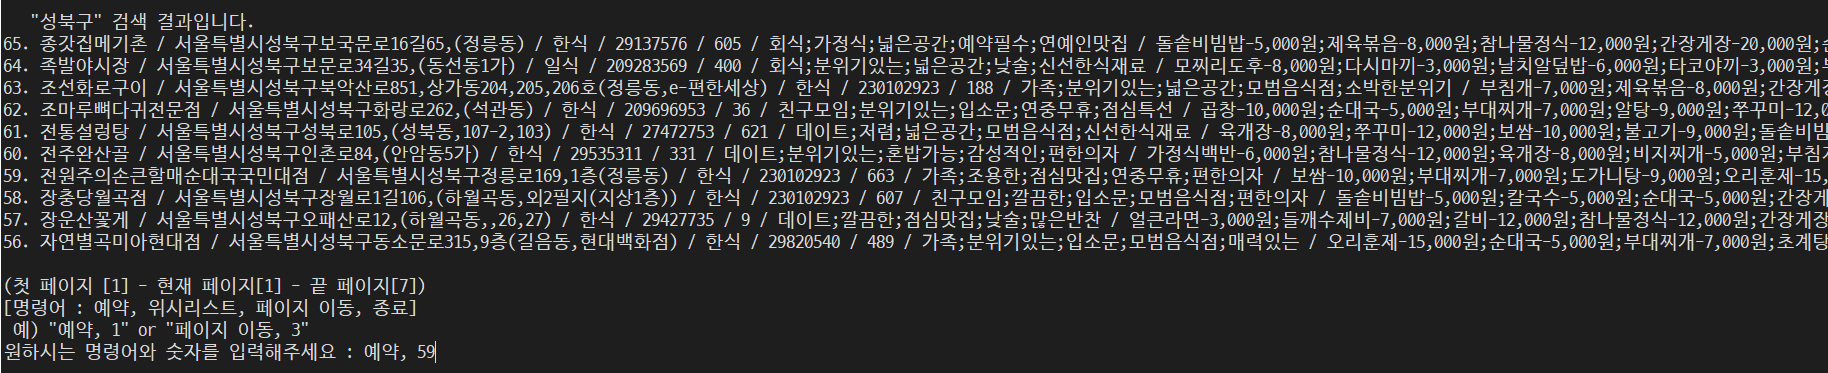 "성북구" 검색 결과입니다.
65. 종갓집메기촌 / 서울특별시성북구보국문로16길65,(정릉동) / 한식 / 29137576 / 605 / 회식;가정식;넓은공간;예약필수;연예인맛집 / 돌솥비빔밥-5,000원;제육볶음-8,000원;참나물정식-12,000원;간장게장-20,000원;
64. 족발야시장 / 서울특별시성북구보문로34길35,(동선동1가) / 일식 / 209283569 / 400 / 회식;분위기있는;넓은공간;낮술;신선한식재료 / 모찌리도후-8,000원;다시마끼-3,000원;날치알덮밥-6,000원;타코야끼-3,000원;
63. 조선화로구이 / 서울특별시성북구북악산로851,상가동204,205,206호(정릉동,e-편한세상) / 한식 / 230102923 / 188 / 가족;분위기있는;넓은공간;모범음식점;소박한분위기 / 부침개-7,000원;제육볶음-8,000원;간장게
62. 조마루뼈다귀전문점 / 서울특별시성북구화랑로262,(석관동) / 한식 / 209696953 / 36 / 친구모임;분위기있는;입소문;연중무휴;점심특선 / 곱창-10,000원;순대국-5,000원;부대찌개-7,000원;알탕-9,000원;쭈꾸미-12,0
61. 전통설렁탕 / 서울특별시성북구성북로105,(성북동,107-2,103) / 한식 / 27472753 / 621 / 데이트;저렴;넓은공간;모범음식점;신선한식재료 / 육개장-8,000원;쭈꾸미-12,000원;보쌈-10,000원;불고기-9,000원;돌솥비빔
60. 전주완산골 / 서울특별시성북구인촌로84,(안암동5가) / 한식 / 29535311 / 331 / 데이트;분위기있는;혼밥가능;감성적인;편한의자 / 가정식백반-6,000원;참나물정식-12,000원;육개장-8,000원;비지찌개-5,000원;부침
59. 전원주의손큰할매순대국국민대점 / 서울특별시성북구정릉로169,1층(정릉동) / 한식 / 230102923 / 663 / 가족;조용한;점심맛집;연중무휴;편한의자 / 보쌈-10,000원;부대찌개-7,000원;도가니탕-9,000원;오리훈제-15,
58. 장충당월곡점 / 서울특별시성북구장월로1길106,(하월곡동,외2필지(지상1층)) / 한식 / 230102923 / 607 / 친구모임;깔끔한;입소문;모범음식점;편한의자 / 돌솥비빔밥-5,000원;칼국수-5,000원;순대국-5,000원;간장게
57. 장운산꽃게 / 서울특별시성북구오패산로12,(하월곡동,,26,27) / 한식 / 29427735 / 9 / 데이트;깔끔한;점심맛집;낮술;많은반찬 / 얼큰라면-3,000원;들깨수제비-7,000원;갈비-12,000원;참나물정식-12,000원;간장게장
56. 자연별곡미아현대점 / 서울특별시성북구동소문로315,9층(길음동,현대백화점) / 한식 / 29820540 / 489 / 가족;분위기있는;입소문;모범음식점;매력있는 / 오리훈제-15,000원;순대국-5,000원;부대찌개-7,000원;초계탕
(첫 페이지 [1] - 현재 페이지[1] - 끝 페이지[7])
[명령어 : 예약, 위시리스트, 페이지 이동, 종료]
예) "예약, 1" or "페이지 이동, 3"
원하시는 명령어와 숫자를 입력해주세요 : 예약, 59